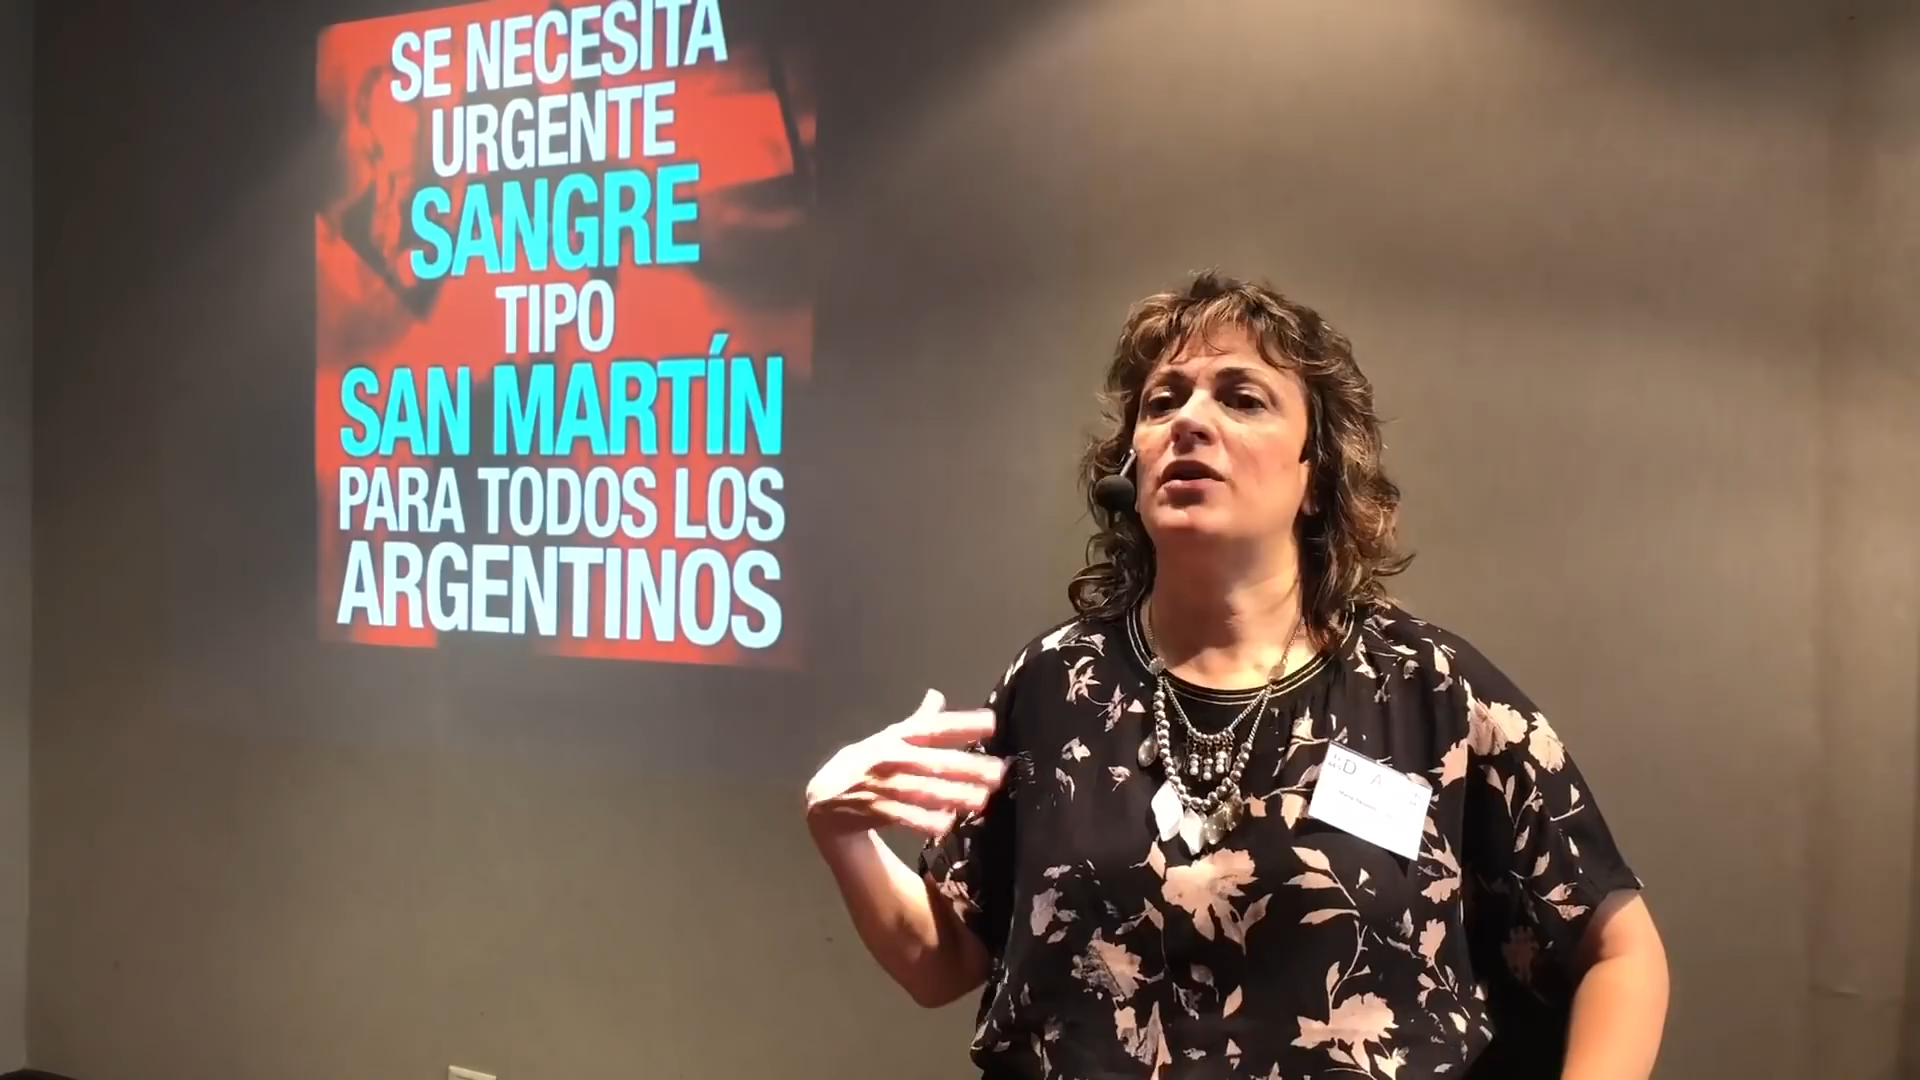 SE NECESITA
URGENTE
SANGRE
TIPO
SAN MARTÍN
PARA TODOS LOS
ARGENTINOS